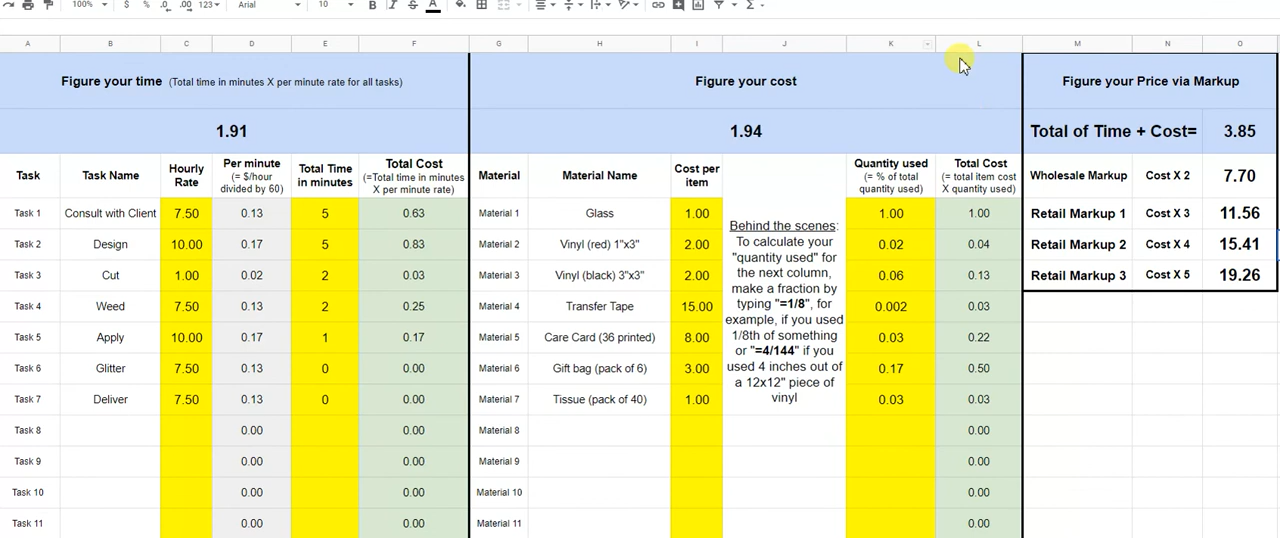 100% $ % .0 .00 123 Arial 10 B I S A
A B C D E F G H I J K L M N O
Figure your time (Total time in minutes X per minute rate for all tasks) Figure your cost Figure your Price via Markup
1.91 1.94 Total of Time + Cost= 3.85
Task Task Name Hourly Rate Per minute (= $/hour divided by 60) Total Time in minutes Total Cost (=Total time in minutes X per minute rate) Material Material Name Cost per item Quantity used (= % of total quantity used) Total Cost (= total item cost X quantity used) Wholesale Markup Cost X 2 7.70
Task 1 Consult with Client 7.50 0.13 5 0.63 Material 1 Glass 1.00 1.00 1.00 Retail Markup 1 Cost X 3 11.56
Task 2 Design 10.00 0.17 5 0.83 Material 2 Vinyl (red) 1"x3" 2.00 0.02 0.04 Retail Markup 2 Cost X 4 15.41
Task 3 Cut 1.00 0.02 2 0.03 Material 3 Vinyl (black) 3"x3" 2.00 0.06 0.13 Retail Markup 3 Cost X 5 19.26
Task 4 Weed 7.50 0.13 2 0.25 Material 4 Transfer Tape 15.00 0.002 0.03
Task 5 Apply 10.00 0.17 1 0.17 Material 5 Care Card (36 printed) 8.00 0.03 0.22
Task 6 Glitter 7.50 0.13 0 0.00 Material 6 Gift bag (pack of 6) 3.00 0.17 0.50
Task 7 Deliver 7.50 0.13 0 0.00 Material 7 Tissue (pack of 40) 1.00 0.03 0.03
Task 8 0.00 0.00 Material 8 0.00
Task 9 0.00 0.00 Material 9 0.00
Task 10 0.00 0.00 Material 10 0.00
Task 11 0.00 0.00 Material 11 0.00
Behind the scenes:
To calculate your
"quantity used" for
the next column,
make a fraction by
typing "=1/8", for
example, if you used
1/8th of something
or "=4/144" if you
used 4 inches out of
a 12x12" piece of
vinyl